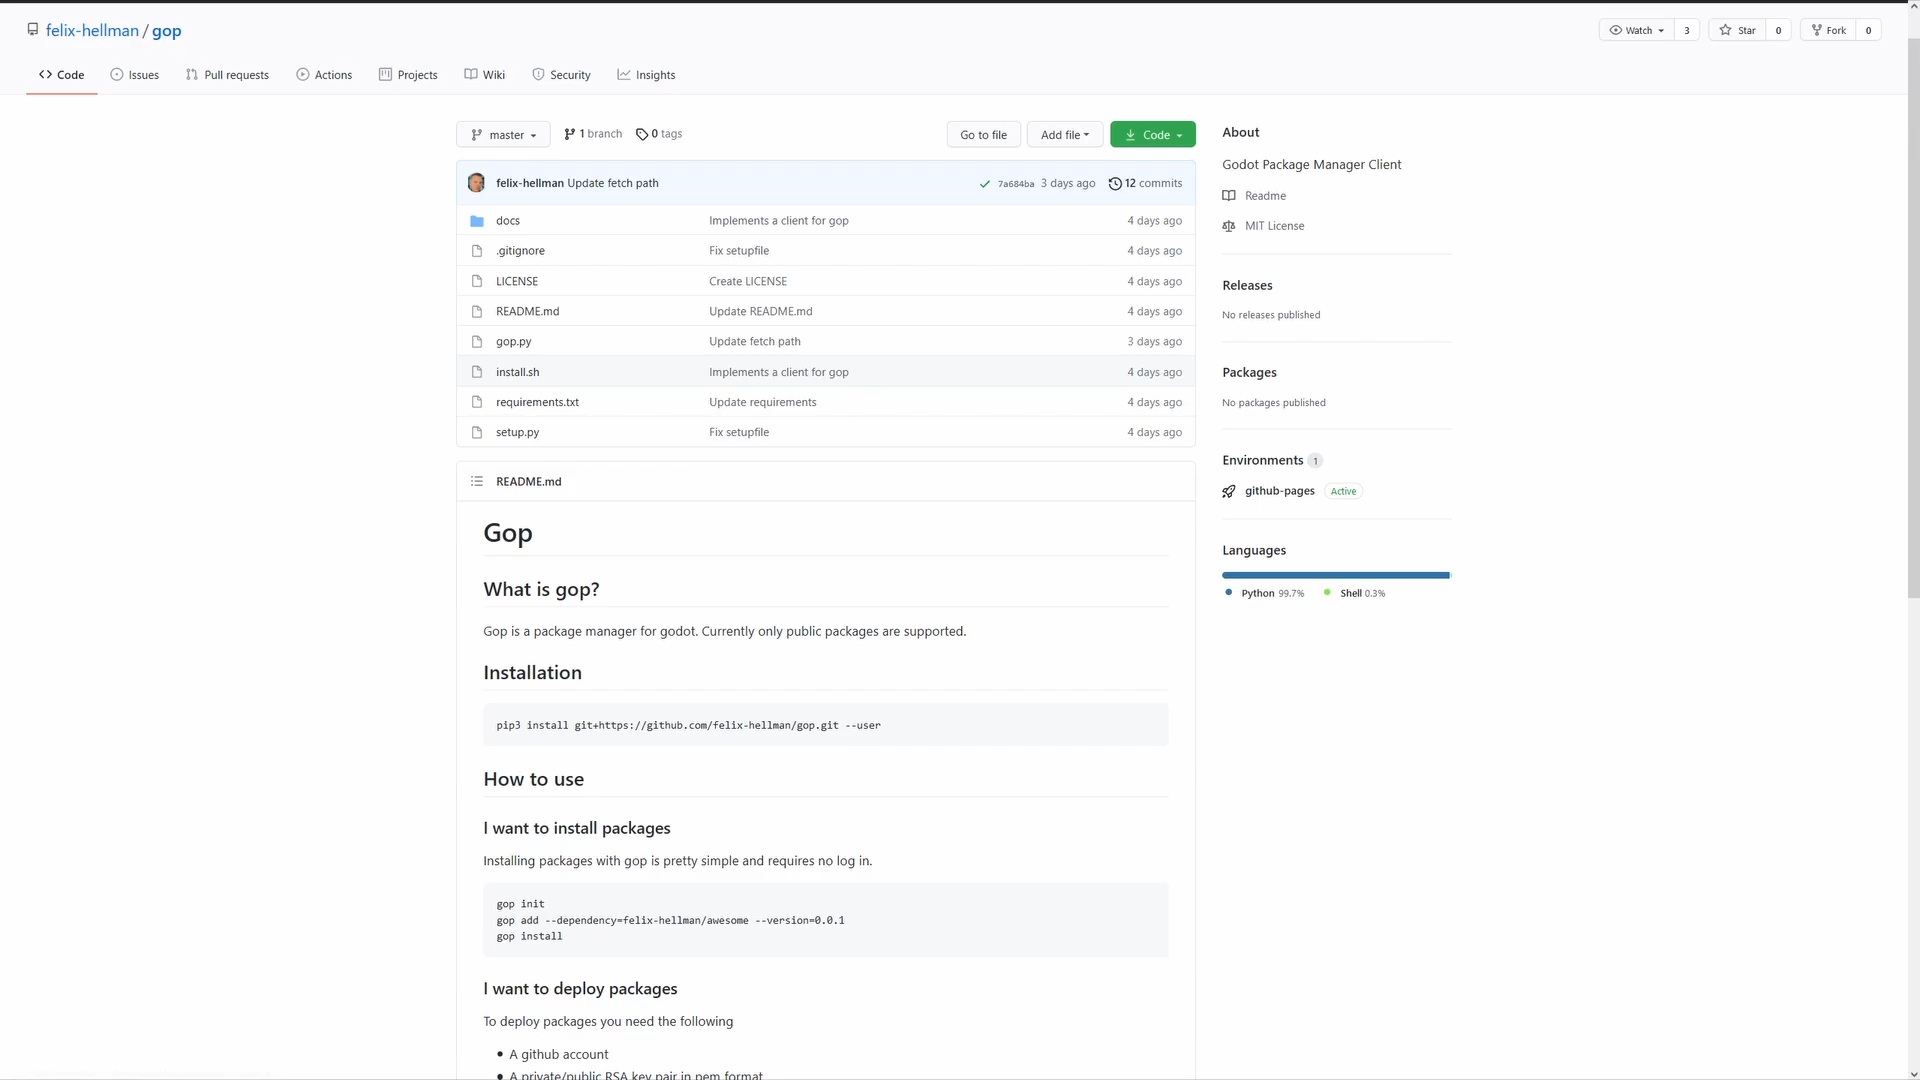 felix-hellman / gop
Watch 3 Star 0 Fork 0
Code Issues Pull requests Actions Projects Wiki Security Insights
master 1 branch 0 tags Go to file Add file Code
felix-hellman Update fetch path 7a684ba 3 days ago 12 commits
docs Implements a client for gop 4 days ago
.gitignore Fix setupfile 4 days ago
LICENSE Create LICENSE 4 days ago
README.md Update README.md 4 days ago
gop.py Update fetch path 3 days ago
install.sh Implements a client for gop 4 days ago
requirements.txt Update requirements 4 days ago
setup.py Fix setupfile 4 days ago
README.md
Gop
What is gop?
Gop is a package manager for godot. Currently only public packages are supported.
Installation
pip3 install git+https://github.com/felix-hellman/gop.git --user
How to use
I want to install packages
Installing packages with gop is pretty simple and requires no log in.
gop init
gop add --dependency=felix-hellman/awesome --version=0.0.1
gop install
I want to deploy packages
To deploy packages you need the following
A github account
A private/public RSA key pair in pem format
About
Godot Package Manager Client
Readme
MIT License
Releases
No releases published
Packages
No packages published
Environments 1
github-pages Active
Languages
Python 99.7% Shell 0.3%